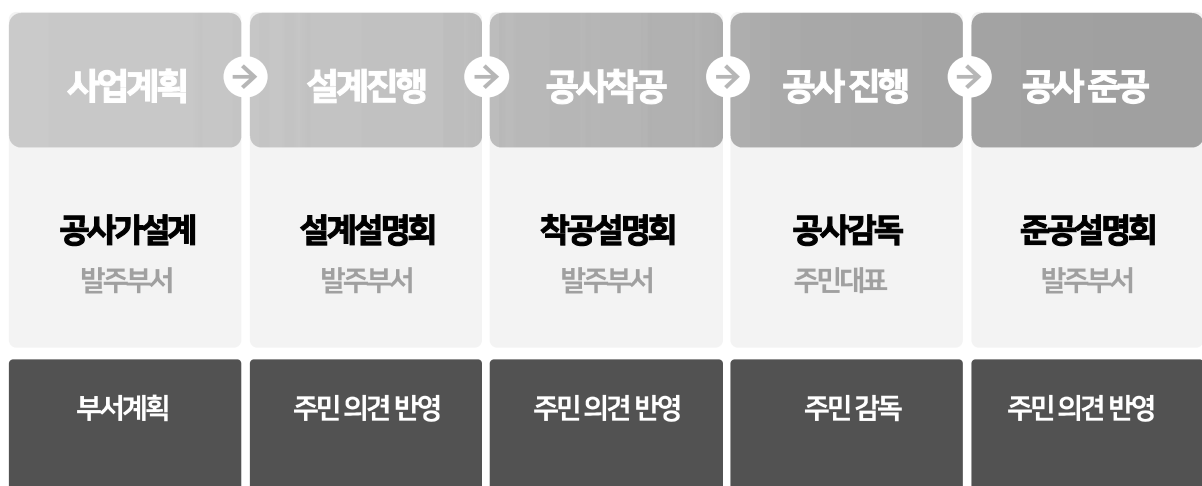 사업계획
설계진행
공사착공
공사 진행
공사 준공
공사가설계
설계설명회
착공설명회
공사감독
준공설명회
발주부서
발주부서
발주부서
주민대표
발주부서
부서계획
주민 의견 반영
주민 의견 반영
주민 감독
주민 의견 반영